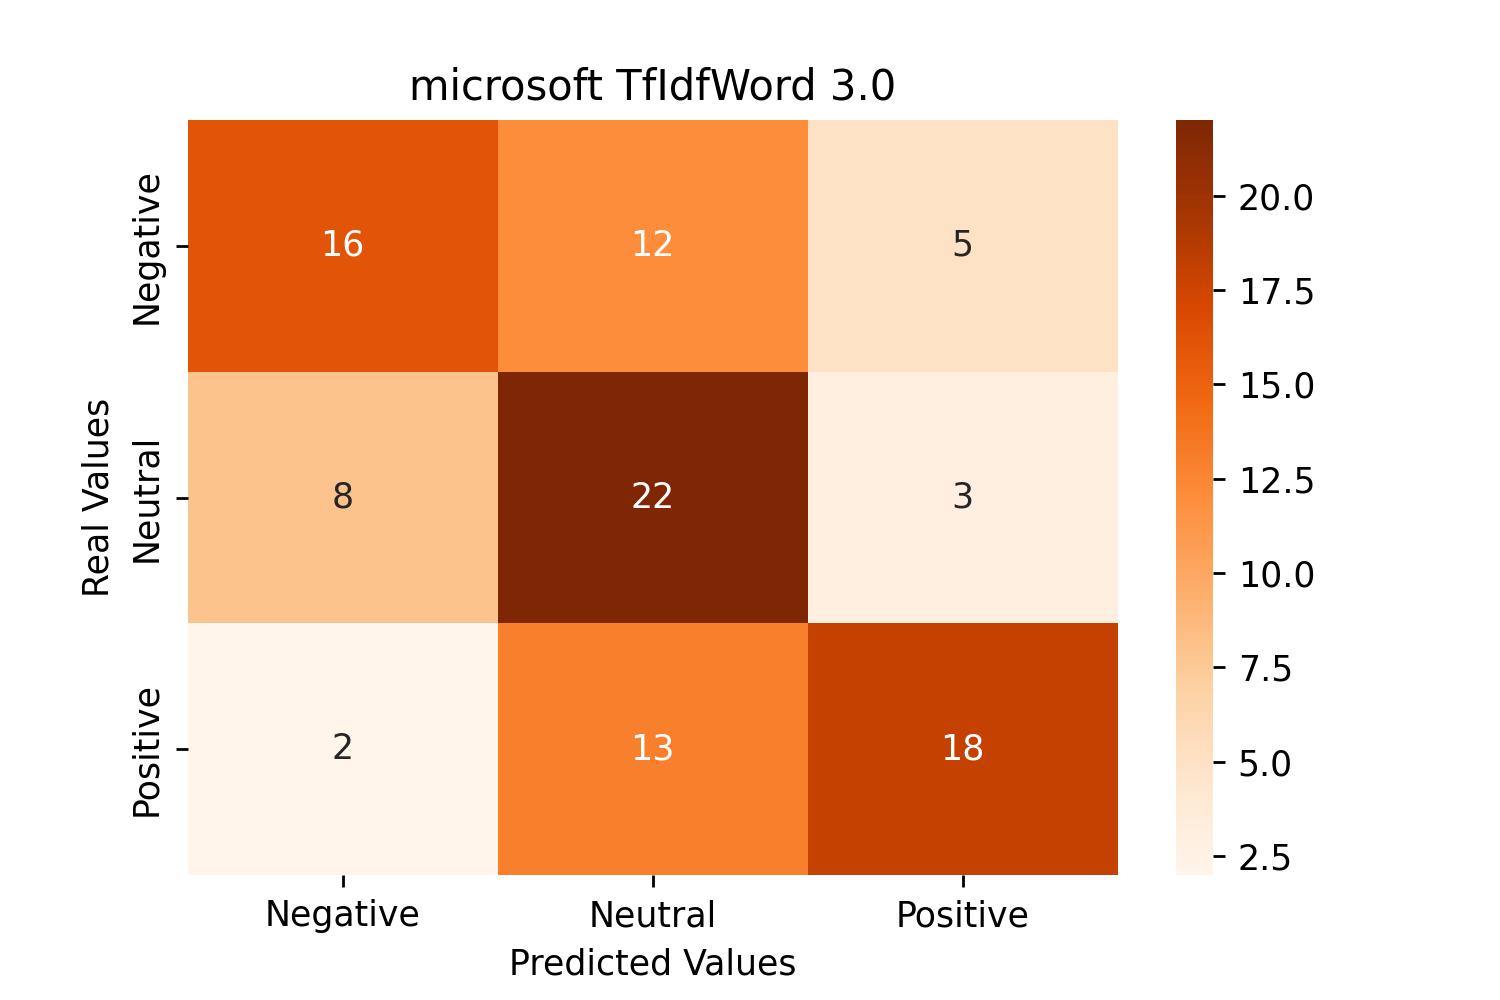 microsoft TfIdfWord 3.0
Real Values
Negative
16 12 5
Neutral
8 22 3
Positive
2 13 18
Negative Neutral Positive
Predicted Values
20.0
17.5
15.0
12.5
10.0
7.5
5.0
2.5